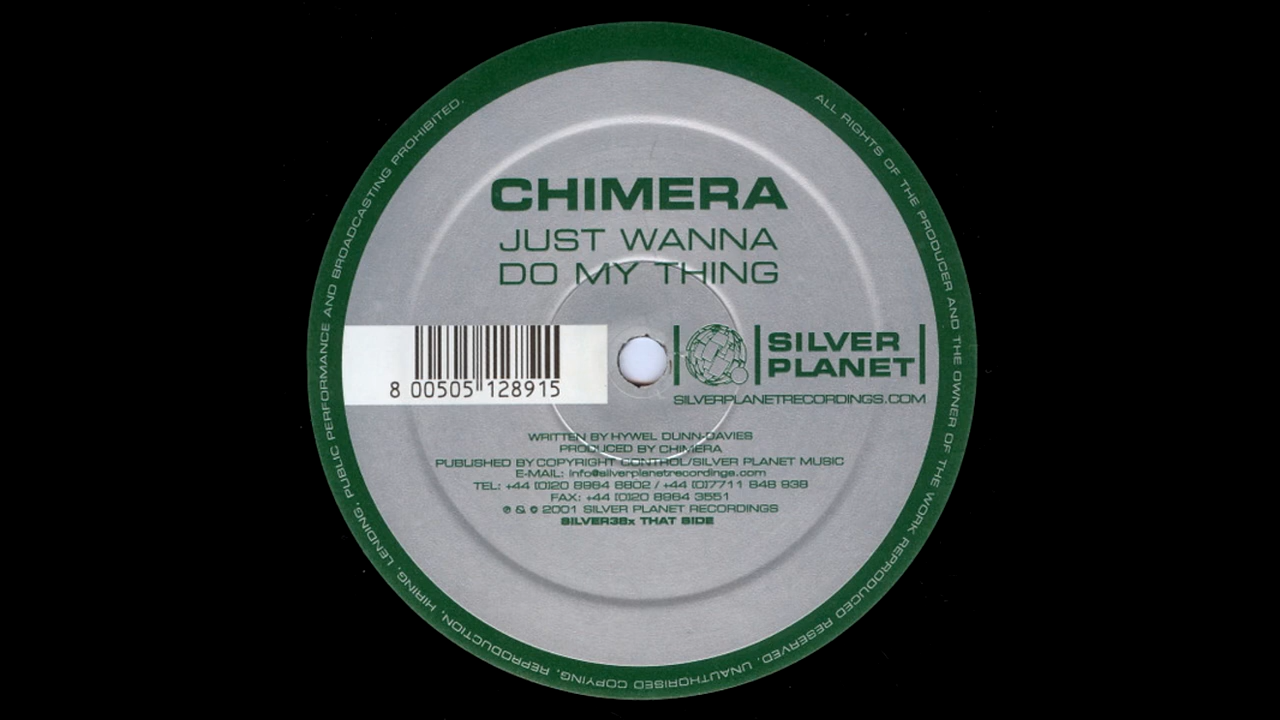 CHIMERA
JUST WANNA
DO MY THING
8 00505 128915
SILVER
PLANET
SILVERPLANETRECORDINGS.COM
WRITTEN BY HYWEL DUNN-DAVIES
PRODUCED BY CHIMERA
PUBLISHED BY COPYRIGHT CONTROL/SILVER PLANET MUSIC
E-MAIL: info@silverplanetrecordings.com
TEL: +44 (0)20 8964 8802 / +44 (0)7711 848 938
FAX: +44 (0)20 8964 3551
℗ & © 2001 SILVER PLANET RECORDINGS
SILVER38x THAT SIDE
ALL RIGHTS OF THE PRODUCER AND THE OWNER OF THE WORK REPRODUCED RESERVED. UNAUTHORISED COPYING, REPRODUCTION, HIRING, LENDING, PUBLIC PERFORMANCE AND BROADCASTING PROHIBITED.